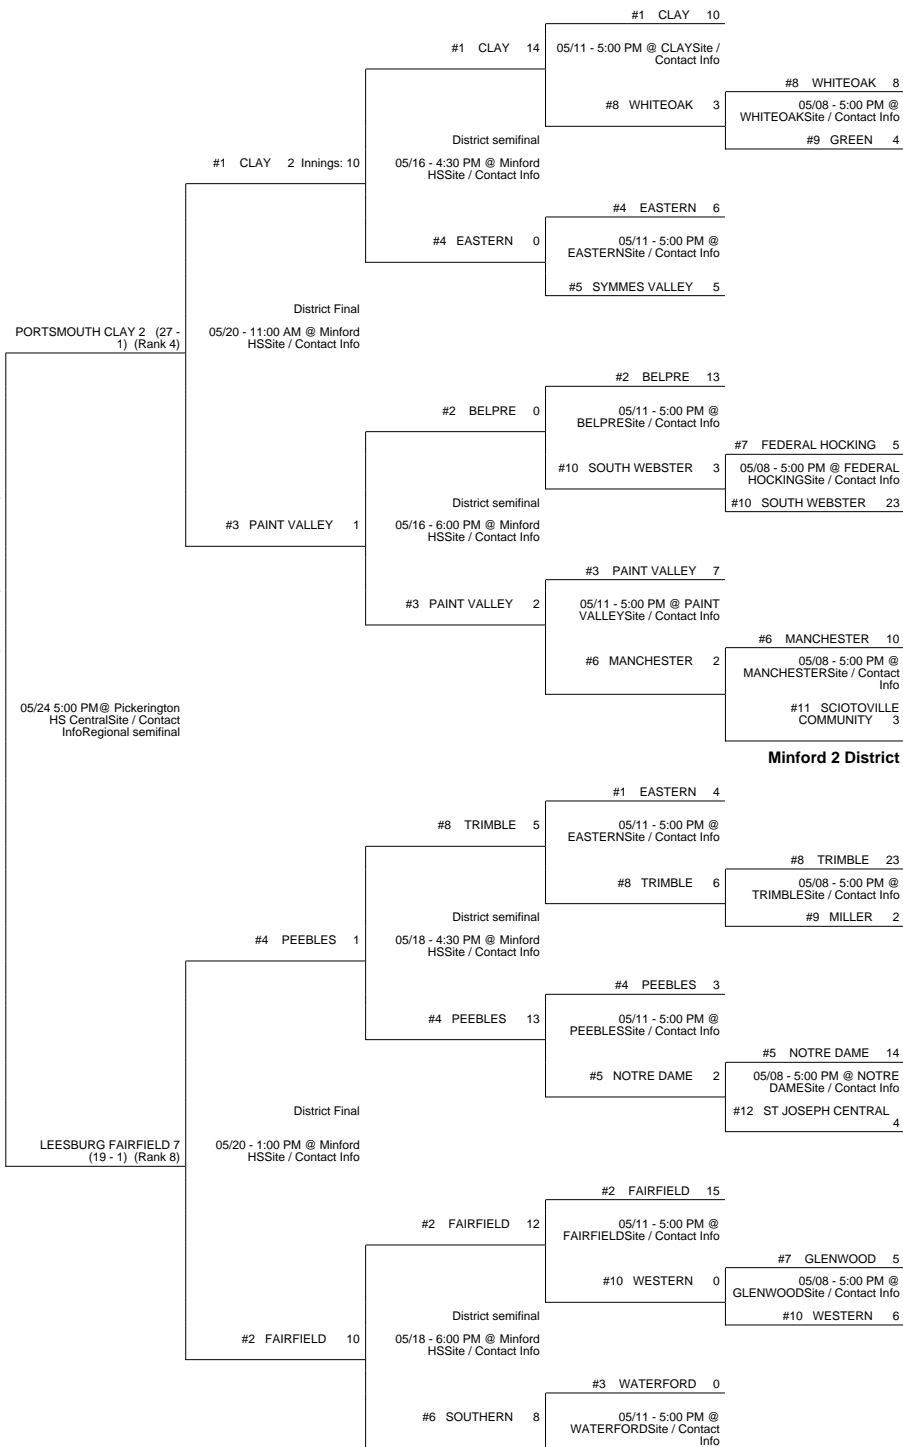 #1 CLAY 10
#1 CLAY 14
05/11 - 5:00 PM @ CLAYSite /
Contact Info
#8 WHITEOAK 8
#8 WHITEOAK 3
05/08 - 5:00 PM @
WHITEOAKSite / Contact Info
#9 GREEN 4
District semifinal
#1 CLAY 2 Innings: 10
05/16 - 4:30 PM @ Minford
HSSite / Contact Info
#4 EASTERN 6
#4 EASTERN 0
05/11 - 5:00 PM @
EASTERNSite / Contact Info
#5 SYMMES VALLEY 5
District Final
PORTSMOUTH CLAY 2 (27 -
1) (Rank 4)
05/20 - 11:00 AM @ Minford
HSSite / Contact Info
#2 BELPRE 13
#2 BELPRE 0
05/11 - 5:00 PM @
BELPRESite / Contact Info
#7 FEDERAL HOCKING 5
#10 SOUTH WEBSTER 3
05/08 - 5:00 PM @ FEDERAL
HOCKINGSite / Contact Info
#10 SOUTH WEBSTER 23
District semifinal
#3 PAINT VALLEY 1
05/16 - 6:00 PM @ Minford
HSSite / Contact Info
#3 PAINT VALLEY 7
#3 PAINT VALLEY 2
05/11 - 5:00 PM @ PAINT
VALLEYSite / Contact Info
#6 MANCHESTER 10
#6 MANCHESTER 2
05/08 - 5:00 PM @
MANCHESTERSite / Contact
Info
#11 SCIOTOVILLE
COMMUNITY 3
05/24 5:00 PM@ Pickerington
HS CentralSite / Contact
InfoRegional semifinal
Minford 2 District
#1 EASTERN 4
#8 TRIMBLE 5
05/11 - 5:00 PM @
EASTERNSite / Contact Info
#8 TRIMBLE 23
#8 TRIMBLE 6
05/08 - 5:00 PM @
TRIMBLESite / Contact Info
#9 MILLER 2
District semifinal
#4 PEEBLES 1
05/18 - 4:30 PM @ Minford
HSSite / Contact Info
#4 PEEBLES 3
#4 PEEBLES 13
05/11 - 5:00 PM @
PEEBLESSite / Contact Info
#5 NOTRE DAME 14
#5 NOTRE DAME 2
05/08 - 5:00 PM @ NOTRE
DAMESite / Contact Info
#12 ST JOSEPH CENTRAL
4
District Final
LEESBURG FAIRFIELD 7
(19 - 1) (Rank 8)
05/20 - 1:00 PM @ Minford
HSSite / Contact Info
#2 FAIRFIELD 15
#2 FAIRFIELD 12
05/11 - 5:00 PM @
FAIRFIELDSite / Contact Info
#7 GLENWOOD 5
#10 WESTERN 0
05/08 - 5:00 PM @
GLENWOODSite / Contact Info
#10 WESTERN 6
District semifinal
#2 FAIRFIELD 10
05/18 - 6:00 PM @ Minford
HSSite / Contact Info
#3 WATERFORD 0
#6 SOUTHERN 8
05/11 - 5:00 PM @
WATERFORDSite / Contact
Info